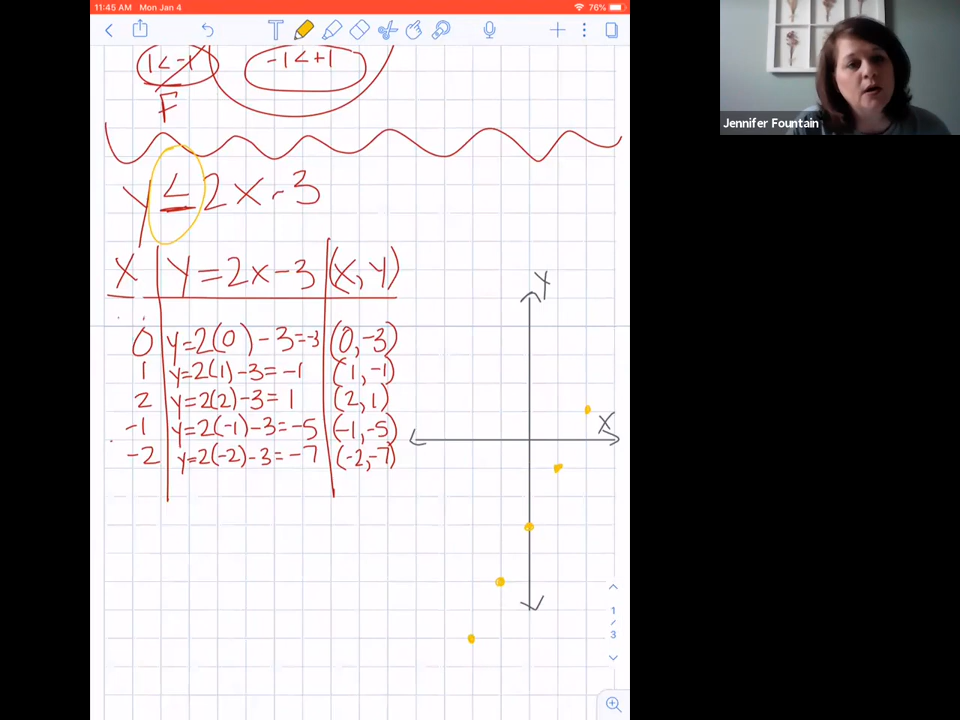 11:45 AM Mon Jan 4
76%
Jennifer Fountain
1 < -1
-1 < +1
F
y ≤ 2x - 3
X | y = 2x - 3 | (x, y)
0 | y = 2(0) - 3 = -3 | (0, -3)
1 | y = 2(1) - 3 = -1 | (1, -1)
2 | y = 2(2) - 3 = 1 | (2, 1)
-1 | y = 2(-1) - 3 = -5 | (-1, -5)
-2 | y = 2(-2) - 3 = -7 | (-2, -7)
Y
X
1
/
3